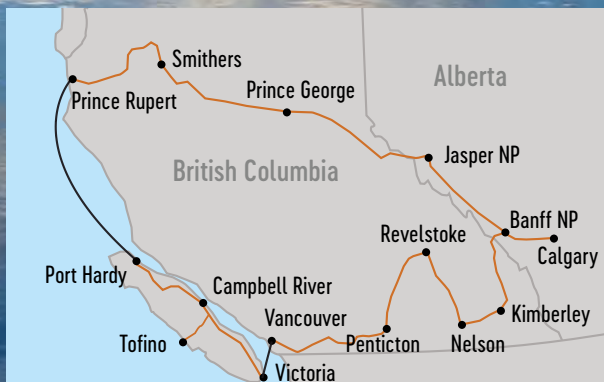 Smithers
Alberta
Prince Rupert
Prince George
Jasper NP
British Columbia
Banff NP
Revelstoke
Calgary
Port Hardy
Campbell River
Kimberley
Vancouver
Tofino
Penticton
Nelson
Victoria